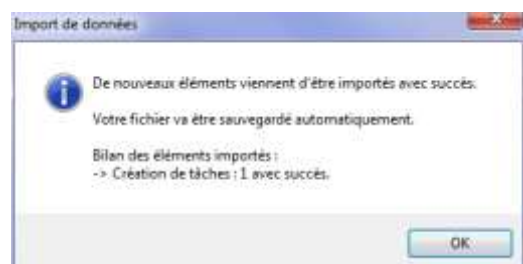 Import de données
De nouveaux éléments viennent d'être importés avec succès.
Votre fichier va être sauvegardé automatiquement.
Bilan des éléments importés :
-> Création de tâches : 1 avec succès.
OK